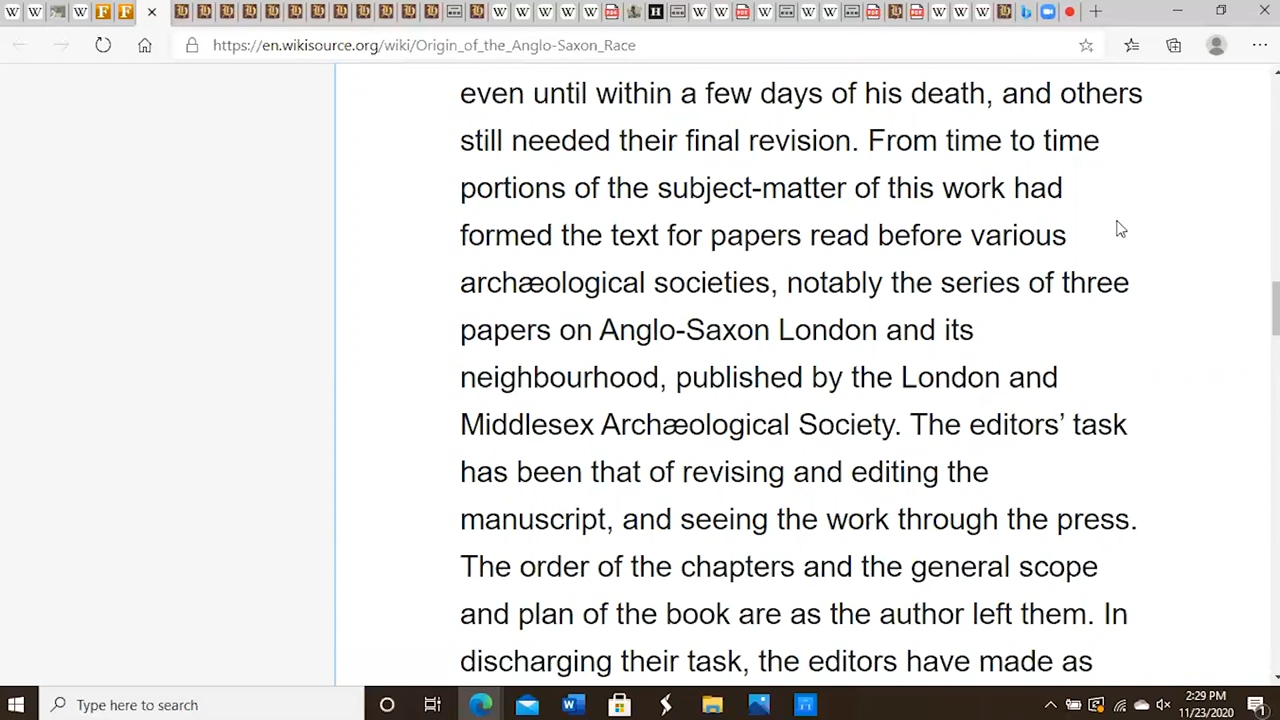 https://en.wikisource.org/wiki/Origin_of_the_Anglo-Saxon_Race
even until within a few days of his death, and others
still needed their final revision. From time to time
portions of the subject-matter of this work had
formed the text for papers read before various
archæological societies, notably the series of three
papers on Anglo-Saxon London and its
neighbourhood, published by the London and
Middlesex Archæological Society. The editors’ task
has been that of revising and editing the
manuscript, and seeing the work through the press.
The order of the chapters and the general scope
and plan of the book are as the author left them. In
discharging their task, the editors have made as
Type here to search
2:29 PM
11/23/2020